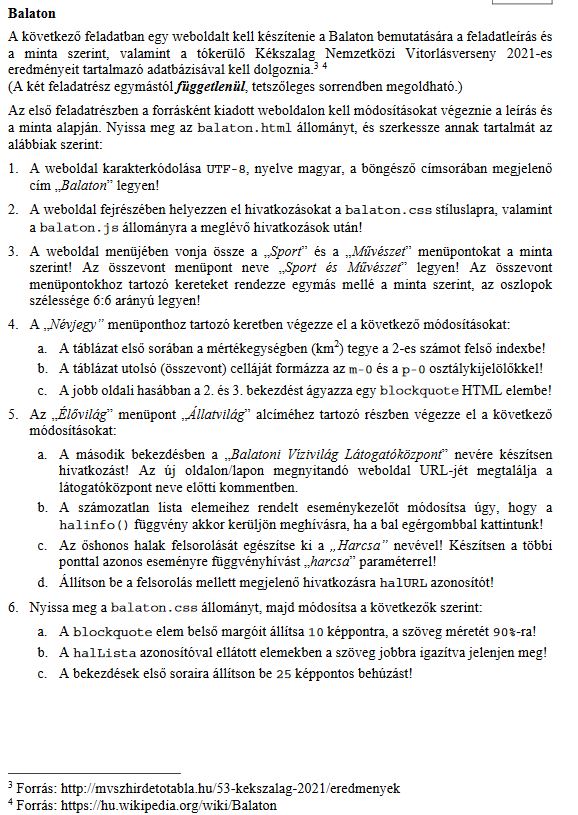 Balaton
A következő feladatban egy weboldalt kell készítenie a Balaton bemutatására a feladatleírás és
a minta szerint, valamint a tókerülő Kékszalag Nemzetközi Vitorlásverseny 2021-es
eredményeit tartalmazó adatbázisával kell dolgoznia.³ ⁴
(A két feladatrész egymástól függetlenül, tetszőleges sorrendben megoldható.)
Az első feladatrészben a forrásként kiadott weboldalon kell módosításokat végeznie a leírás és
a minta alapján. Nyissa meg az balaton.html állományt, és szerkessze annak tartalmát az
alábbiak szerint:
1. A weboldal karakterkódolása UTF-8, nyelve magyar, a böngésző címsorában megjelenő
cím „Balaton” legyen!
2. A weboldal fejrészében helyezzen el hivatkozásokat a balaton.css stíluslapra, valamint
a balaton.js állományra a meglévő hivatkozások után!
3. A weboldal menüjében vonja össze a „Sport” és a „Művészet” menüpontokat a minta
szerint! Az összevont menüpont neve „Sport és Művészet” legyen! Az összevont
menüpontokhoz tartozó kereteket rendezze egymás mellé a minta szerint, az oszlopok
szélessége 6:6 arányú legyen!
4. A „Névjegy” menüponthoz tartozó keretben végezze el a következő módosításokat:
a. A táblázat első sorában a mértékegységben (km²) tegye a 2-es számot felső indexbe!
b. A táblázat utolsó (összevont) celláját formázza az m-0 és a p-0 osztálykijelölőkkel!
c. A jobb oldali hasábban a 2. és 3. bekezdést ágyazza egy blockquote HTML elembe!
5. Az „Élővilág” menüpont „Állatvilág” alcíméhez tartozó részben végezze el a következő
módosításokat:
a. A második bekezdésben a „Balatoni Vízivilág Látogatóközpont” nevére készítsen
hivatkozást! Az új oldalon/lapon megnyitandó weboldal URL-jét megtalálja a
látogatóközpont neve előtti kommentben.
b. A számozatlan lista elemeihez rendelt eseménykezelőt módosítsa úgy, hogy a
halinfo() függvény akkor kerüljön meghívásra, ha a bal egérgombbal kattintunk!
c. Az őshonos halak felsorolását egészítse ki a „Harcsa” nevével! Készítsen a többi
ponttal azonos eseményre függvényhívást „harcsa” paraméterrel!
d. Állítson be a felsorolás mellett megjelenő hivatkozásra halURL azonosítót!
6. Nyissa meg a balaton.css állományt, majd módosítsa a következők szerint:
a. A blockquote elem belső margóit állítsa 10 képpontra, a szöveg méretét 90%-ra!
b. A halLista azonosítóval ellátott elemekben a szöveg jobbra igazítva jelenjen meg!
c. A bekezdések első soraira állítson be 25 képpontos behúzást!
³ Forrás: http://mvszhirdetotabla.hu/53-kekszalag-2021/eredmenyek
⁴ Forrás: https://hu.wikipedia.org/wiki/Balaton